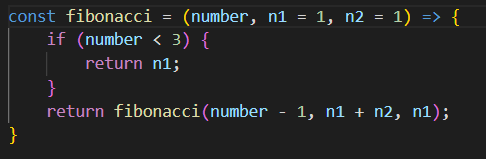 const fibonacci = (number, n1 = 1, n2 = 1) => {
    if (number < 3) {
        return n1;
    }
    return fibonacci(number - 1, n1 + n2, n1);
}